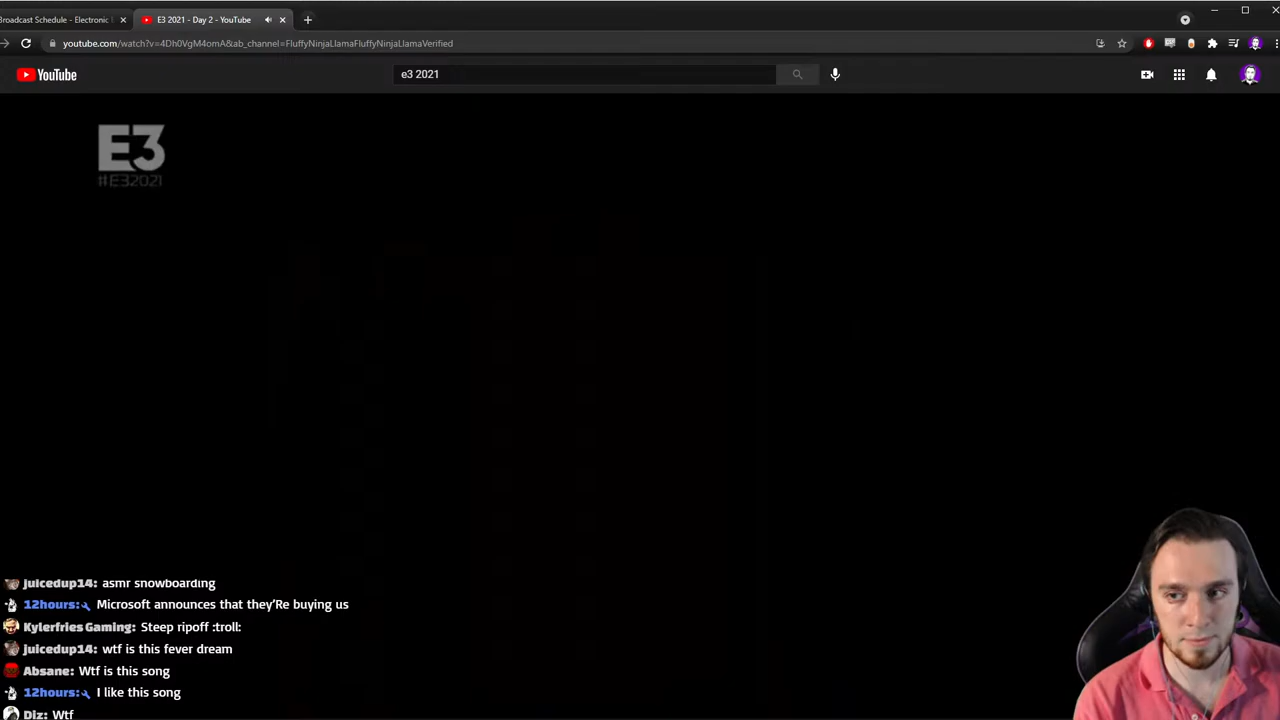 Broadcast Schedule - Electronic
E3 2021 - Day 2 - YouTube
youtube.com/watch?v=4Dh0VgM4omA&ab_channel=FluffyNinjaLlamaFluffyNinjaLlamaVerified
YouTube
e3 2021
E3
#E32021
juicedup14: asmr snowboarding
12hours: Microsoft announces that they'Re buying us
Kylerfries Gaming: Steep ripoff :troll:
juicedup14: wtf is this fever dream
Absane: Wtf is this song
12hours: I like this song
Diz: Wtf